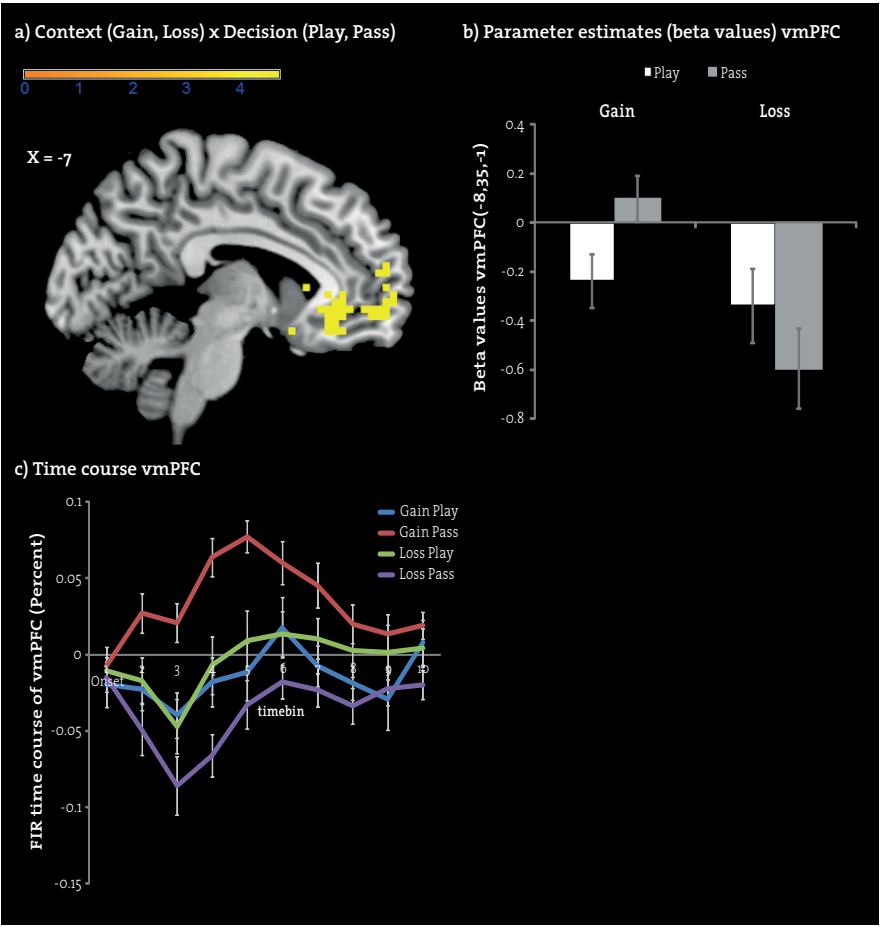 a) Context (Gain, Loss) x Decision (Play, Pass)
0 1 2 3 4
X = -7
b) Parameter estimates (beta values) vmPFC
Play Pass
Gain Loss
Beta values vmPFC(-8,35,-1)
0.4
0.2
0
-0.2
-0.4
-0.6
-0.8
c) Time course vmPFC
FIR time course of vmPFC (Percent)
0.1
0.05
0
-0.05
-0.1
-0.15
Gain Play
Gain Pass
Loss Play
Loss Pass
Onset 2 3 4 5 6 7 8 9 10
timebin